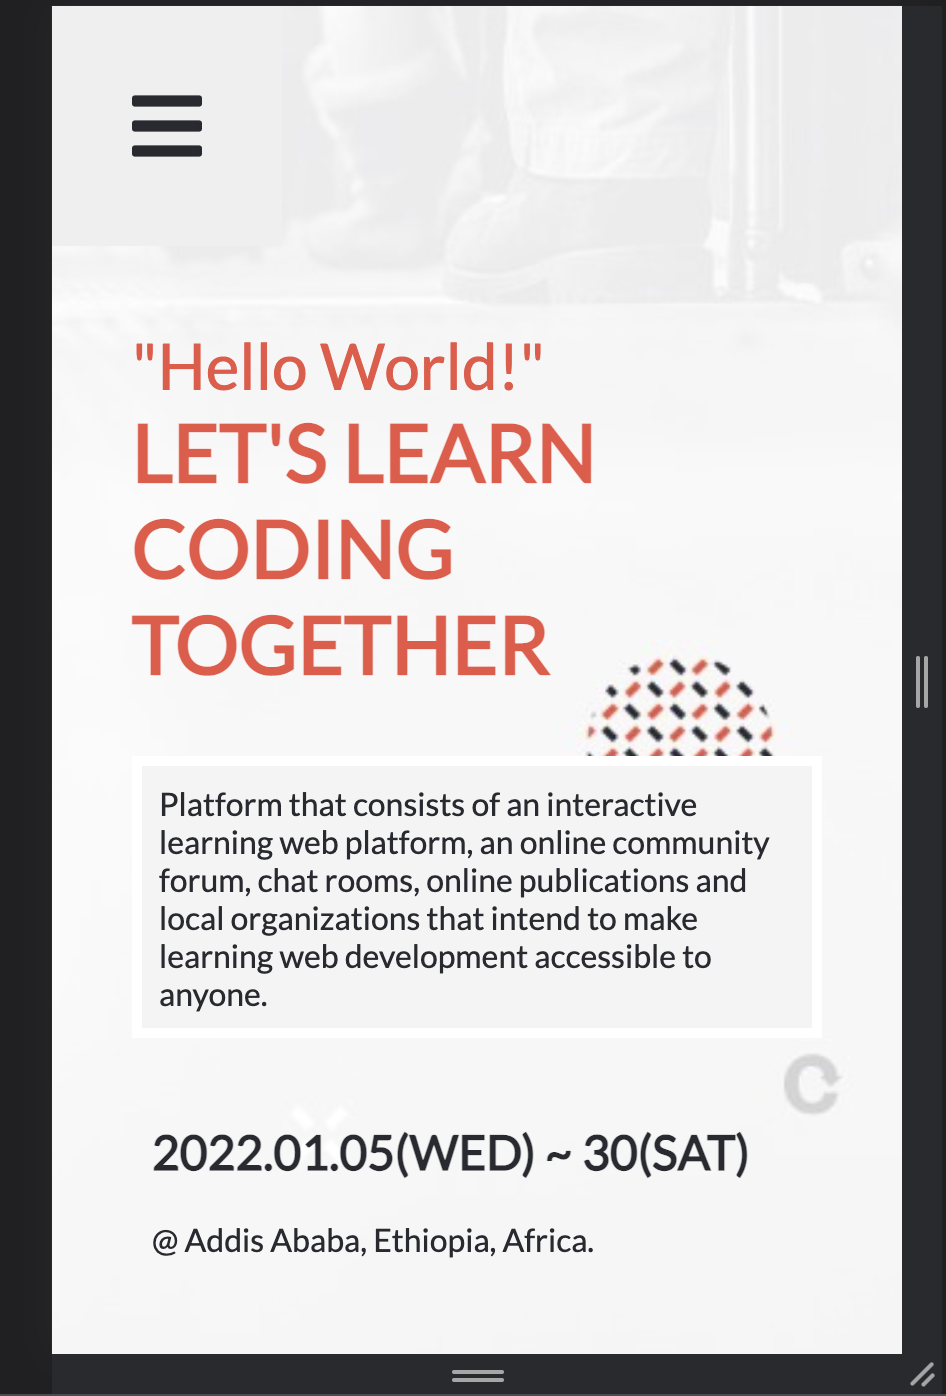 "Hello World!"
LET'S LEARN
CODING
TOGETHER
Platform that consists of an interactive
learning web platform, an online community
forum, chat rooms, online publications and
local organizations that intend to make
learning web development accessible to
anyone.
2022.01.05(WED) ~ 30(SAT)
@ Addis Ababa, Ethiopia, Africa.